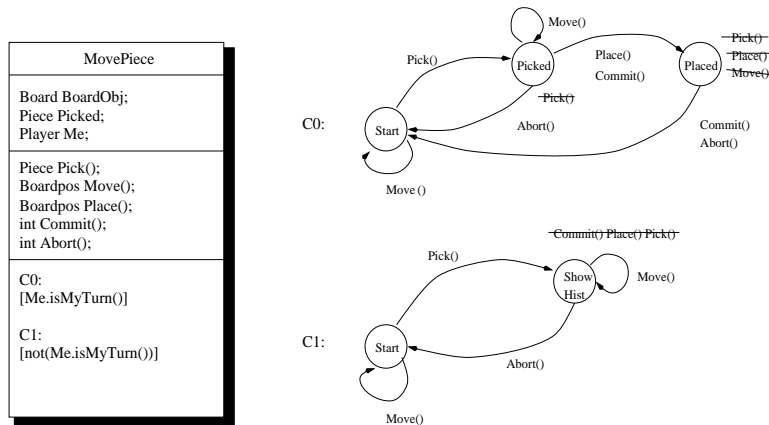 MovePiece
Board BoardObj;
Piece Picked;
Player Me;
Piece Pick();
Boardpos Move();
Boardpos Place();
int Commit();
int Abort();
C0:
[Me.isMyTurn()]
C1:
[not(Me.isMyTurn())]
C0:
Move()
Pick()
Picked
Place()
Commit()
Placed
Pick()
Place()
Move()
Pick()
Start
Abort()
Commit()
Abort()
Move()
C1:
Commit() Place() Pick()
Pick()
Show
Hist
Move()
Start
Abort()
Move()